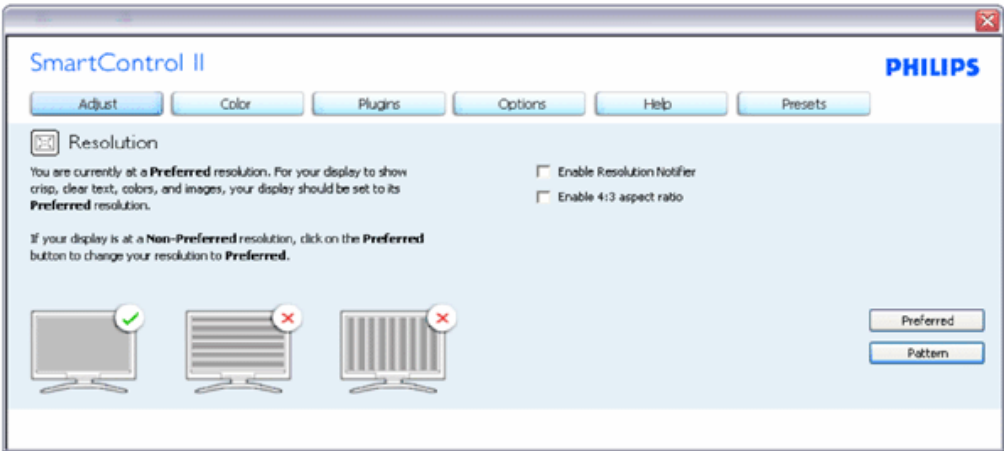 SmartControl II
PHILIPS
Adjust Color Plugins Options Help Presets
Resolution
You are currently at a Preferred resolution. For your display to show
crisp, clear text, colors, and images, your display should be set to its
Preferred resolution.
If your display is at a Non-Preferred resolution, click on the Preferred
button to change your resolution to Preferred.
Enable Resolution Notifier
Enable 4:3 aspect ratio
Preferred
Pattern